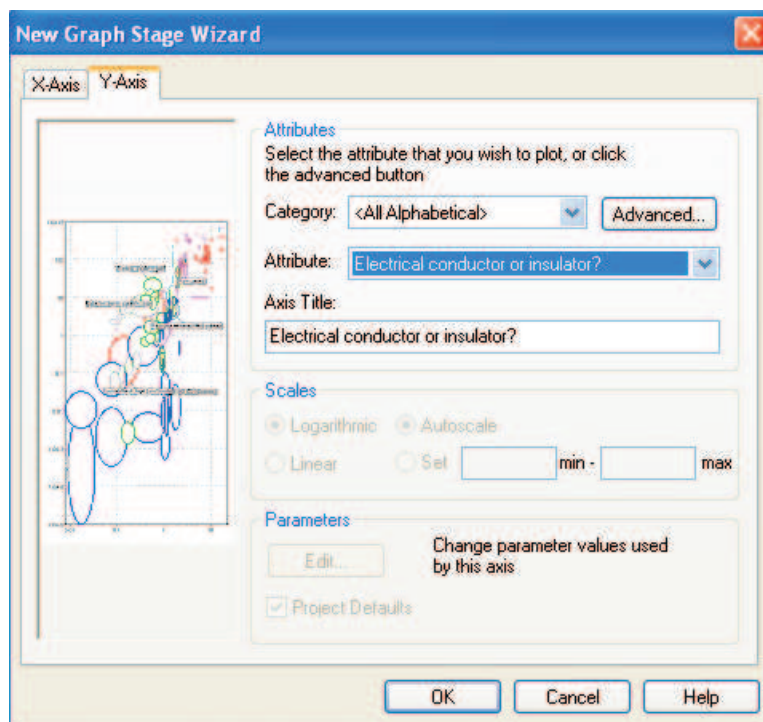 New Graph Stage Wizard
X-Axis
Y-Axis
Attributes
Select the attribute that you wish to plot, or click
the advanced button
Category:
<All Alphabetical>
Advanced...
Attribute:
Electrical conductor or insulator?
Axis Title:
Electrical conductor or insulator?
Scales
Logarithmic
Autoscale
Linear
Set
min -
max
Parameters
Edit...
Change parameter values used
by this axis
Project Defaults
OK
Cancel
Help